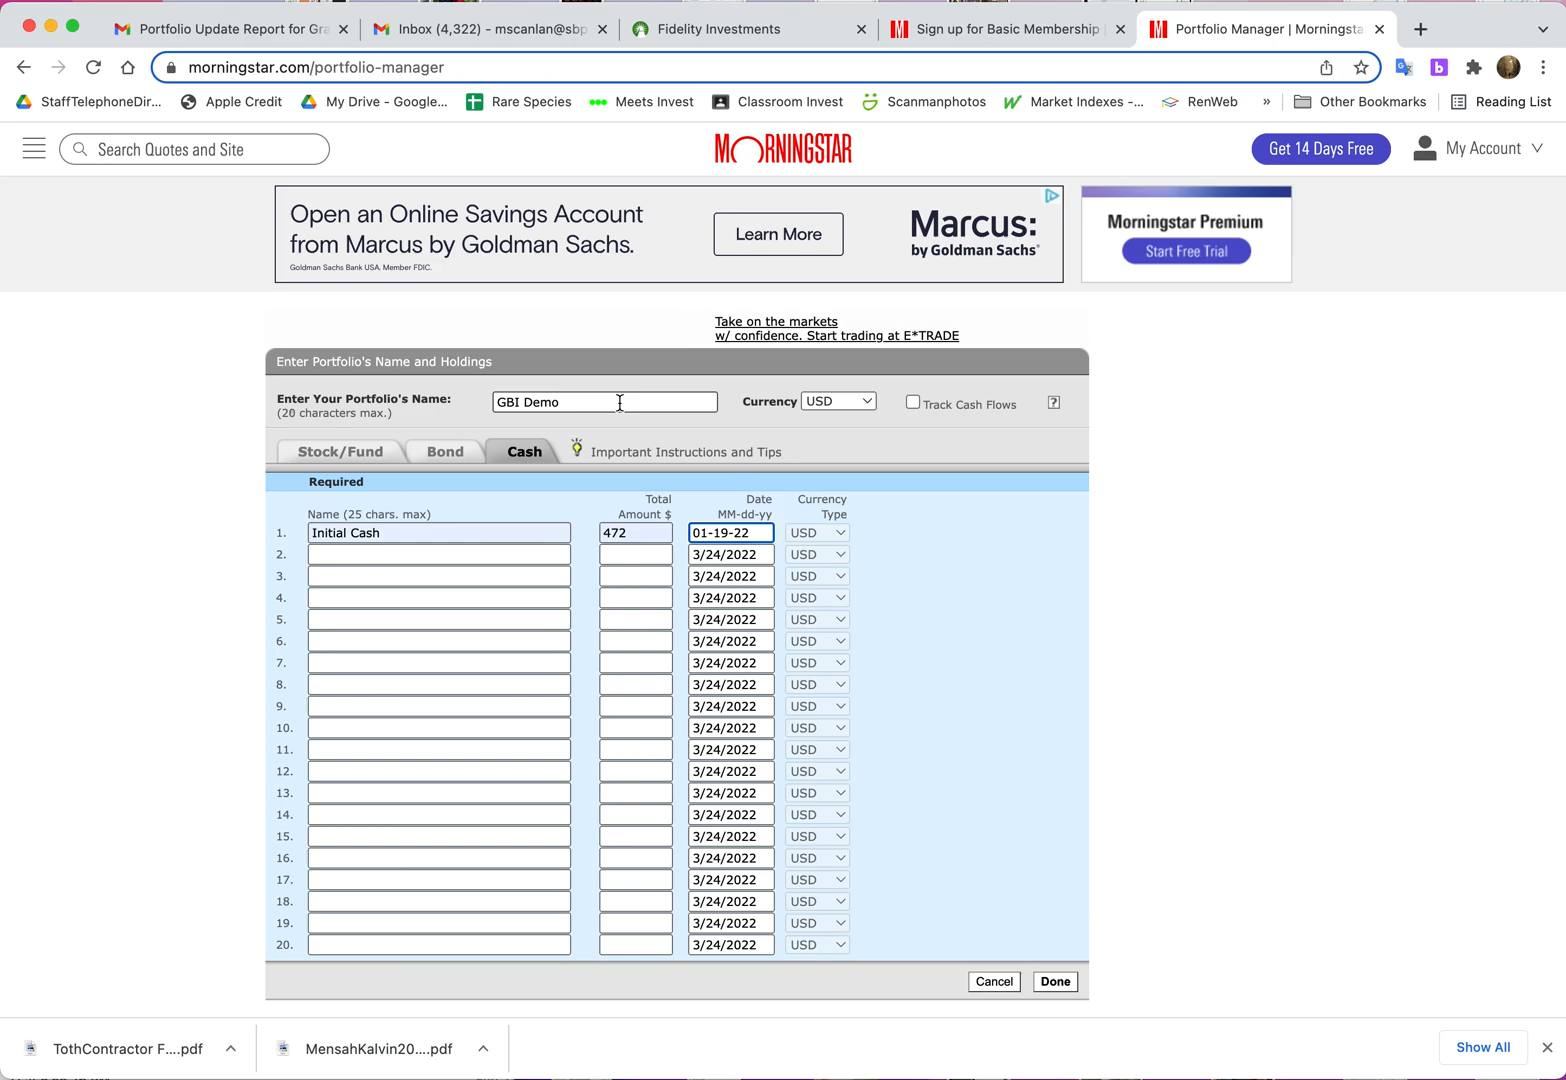 Portfolio Update Report for Gra
Inbox (4,322) - mscanlan@sbp
Fidelity Investments
Sign up for Basic Membership |
Portfolio Manager | Morningsta
morningstar.com/portfolio-manager
StaffTelephoneDir...
Apple Credit
My Drive - Google...
Rare Species
Meets Invest
Classroom Invest
Scanmanphotos
Market Indexes -...
RenWeb
»
Other Bookmarks
Reading List
Search Quotes and Site
MORNINGSTAR
Get 14 Days Free
My Account
Open an Online Savings Account
from Marcus by Goldman Sachs.
Goldman Sachs Bank USA. Member FDIC.
Learn More
Marcus:
by Goldman Sachs®
Morningstar Premium
Start Free Trial
Take on the markets
w/ confidence. Start trading at E*TRADE
Enter Portfolio's Name and Holdings
Enter Your Portfolio's Name:
(20 characters max.)
GBI Demo
Currency
USD
Track Cash Flows
?
Stock/Fund
Bond
Cash
Important Instructions and Tips
Required
Name (25 chars. max)
Total
Amount $
Date
MM-dd-yy
Currency
Type
1. Initial Cash 472 01-19-22 USD
2. 3/24/2022 USD
3. 3/24/2022 USD
4. 3/24/2022 USD
5. 3/24/2022 USD
6. 3/24/2022 USD
7. 3/24/2022 USD
8. 3/24/2022 USD
9. 3/24/2022 USD
10. 3/24/2022 USD
11. 3/24/2022 USD
12. 3/24/2022 USD
13. 3/24/2022 USD
14. 3/24/2022 USD
15. 3/24/2022 USD
16. 3/24/2022 USD
17. 3/24/2022 USD
18. 3/24/2022 USD
19. 3/24/2022 USD
20. 3/24/2022 USD
Cancel
Done
TothContractor F....pdf
MensahKalvin20....pdf
Show All